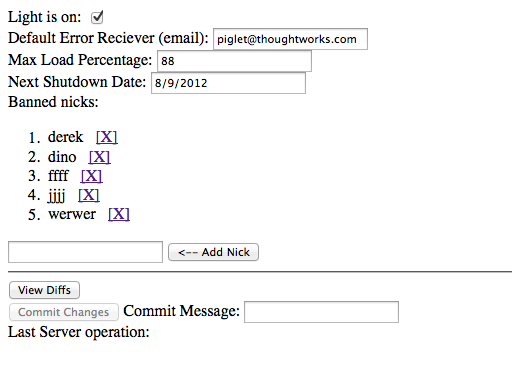 Light is on:
Default Error Reciever (email): piglet@thoughtworks.com
Max Load Percentage: 88
Next Shutdown Date: 8/9/2012
Banned nicks:
1. derek [X]
2. dino [X]
3. ffff [X]
4. jjjj [X]
5. werwer [X]
<-- Add Nick
View Diffs
Commit Changes Commit Message:
Last Server operation: